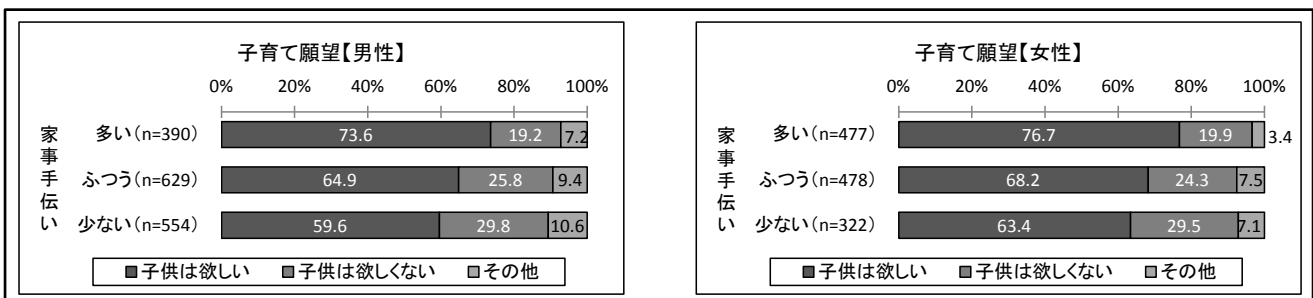 子育て願望【男性】
0% 20% 40% 60% 80% 100%
家事手伝い
多い(n=390) 73.6 19.2 7.2
ふつう(n=629) 64.9 25.8 9.4
少ない(n=554) 59.6 29.8 10.6
■子供は欲しい ■子供は欲しくない ■その他
子育て願望【女性】
0% 20% 40% 60% 80% 100%
家事手伝い
多い(n=477) 76.7 19.9 3.4
ふつう(n=478) 68.2 24.3 7.5
少ない(n=322) 63.4 29.5 7.1
■子供は欲しい ■子供は欲しくない ■その他